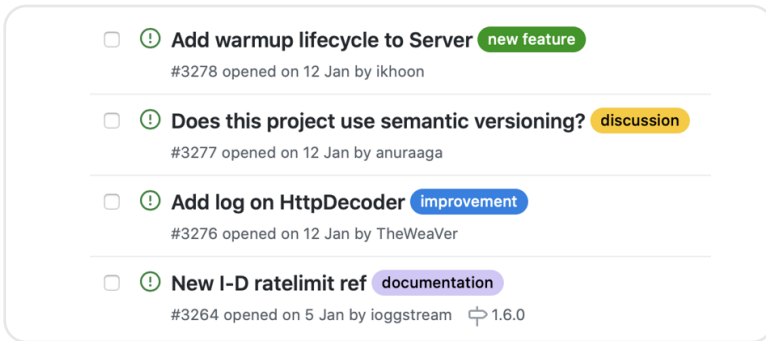 Add warmup lifecycle to Server new feature
#3278 opened on 12 Jan by ikhoon
Does this project use semantic versioning? discussion
#3277 opened on 12 Jan by anuraaga
Add log on HttpDecoder improvement
#3276 opened on 12 Jan by TheWeaVer
New I-D ratelimit ref documentation
#3264 opened on 5 Jan by ioggstream 1.6.0